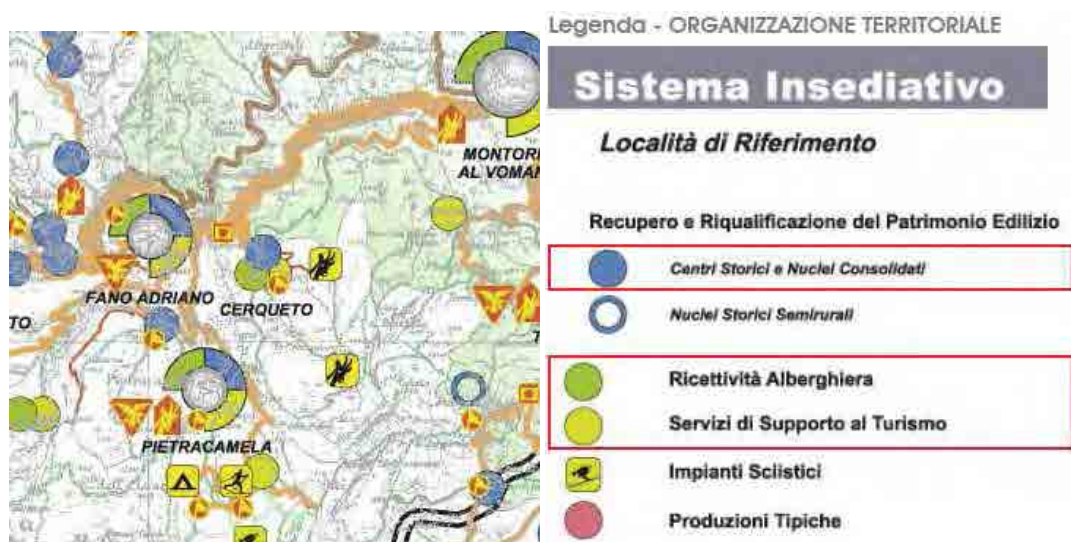 MONTORI
AL VOMAN
FANO ADRIANO
CERQUETO
TO
PIETRACAMELA
Legenda - ORGANIZZAZIONE TERRITORIALE
Sistema Insediativo
Località di Riferimento
Recupero e Riqualificazione del Patrimonio Edilizio
Centri Storici e Nuclei Consolidati
Nuclei Storici Semirurali
Ricettività Alberghiera
Servizi di Supporto al Turismo
Impianti Sciistici
Produzioni Tipiche